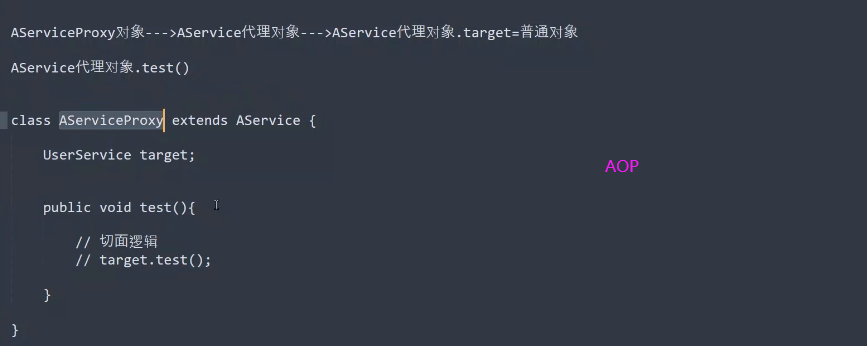 AServiceProxy对象--->AService代理对象--->AService代理对象.target=普通对象
AService代理对象.test()
class AServiceProxy extends AService {
UserService target;
AOP
public void test(){
// 切面逻辑
// target.test();
}
}